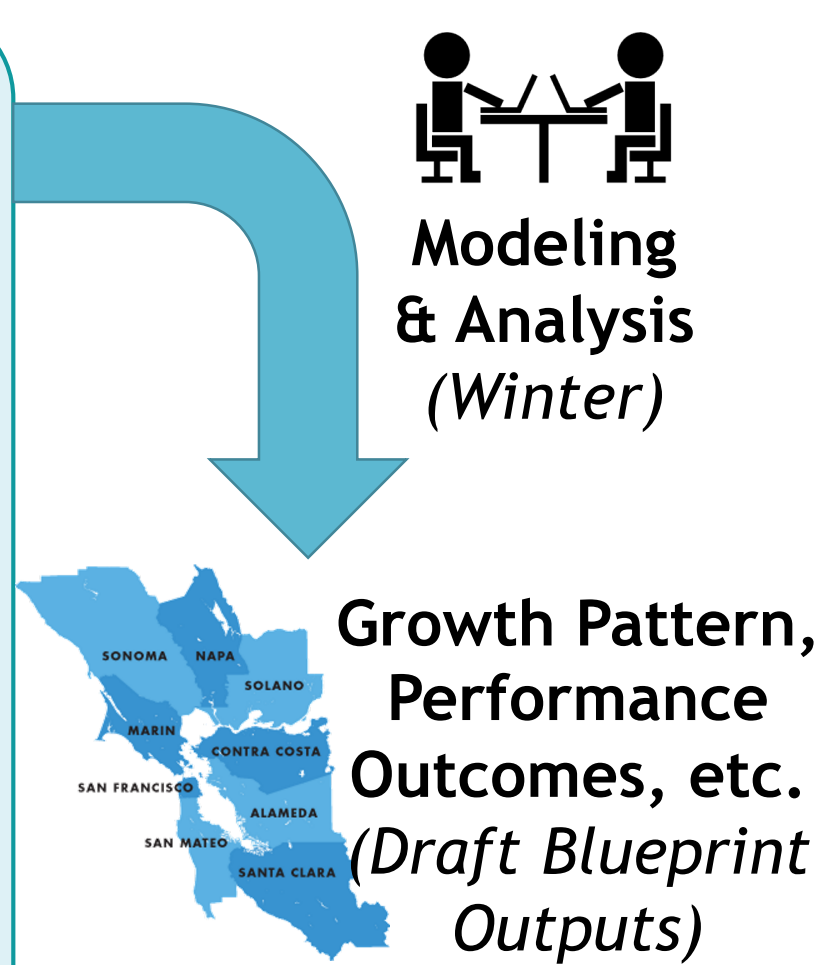 Modeling
& Analysis
(Winter)
Growth Pattern,
Performance
Outcomes, etc.
(Draft Blueprint
Outputs)
SONOMA
NAPA
SOLANO
MARIN
CONTRA COSTA
SAN FRANCISCO
ALAMEDA
SAN MATEO
SANTA CLARA